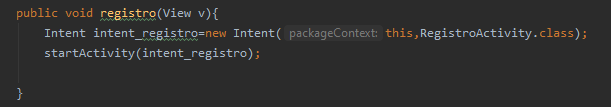 public void registro(View v){
Intent intent_registro=new Intent( packageContext: this,RegistroActivity.class);
startActivity(intent_registro);
}